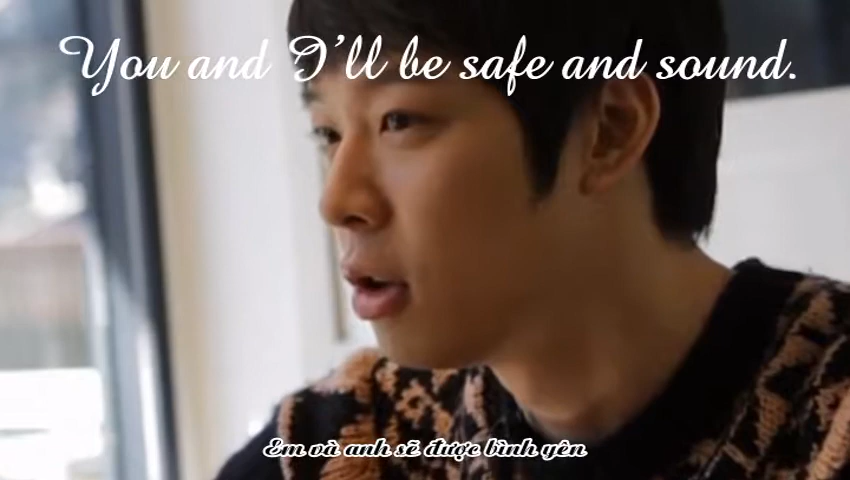 You and I'll be safe and sound.
Em và anh sẽ được bình yên